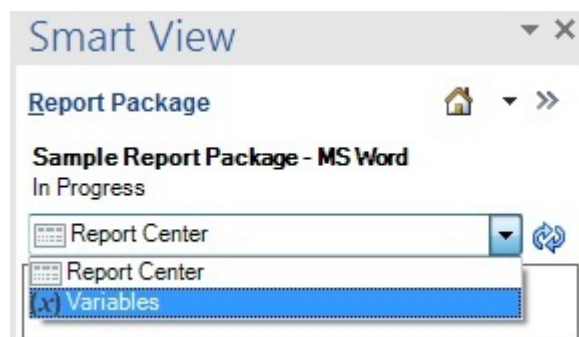 Smart View
Report Package
Sample Report Package - MS Word
In Progress
Report Center
Report Center
(x) Variables